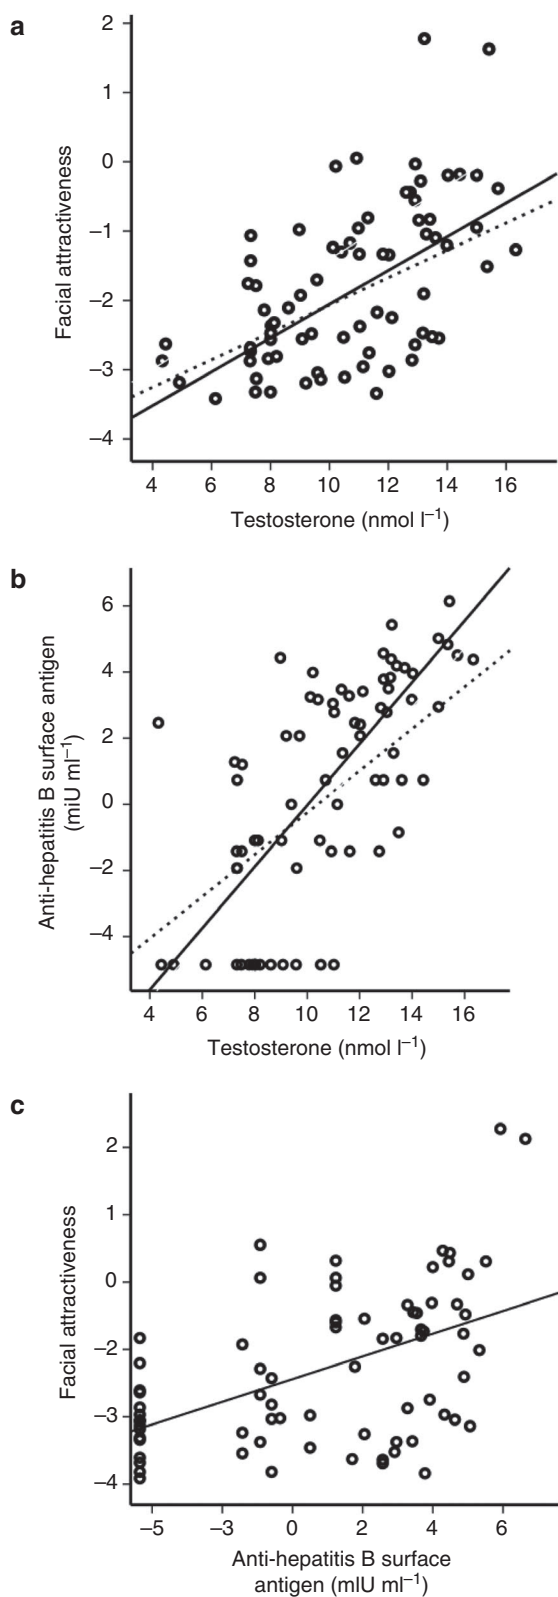 a
2
1
0
–1
–2
–3
–4
Facial attractiveness
4 6 8 10 12 14 16
Testosterone (nmol l⁻¹)
b
6
4
2
0
–2
–4
Anti-hepatitis B surface antigen
(miU ml⁻¹)
4 6 8 10 12 14 16
Testosterone (nmol l⁻¹)
c
2
1
0
–2
–3
–4
Facial attractiveness
–5 –3 0 2 4 6
Anti-hepatitis B surface
antigen (mIU ml⁻¹)